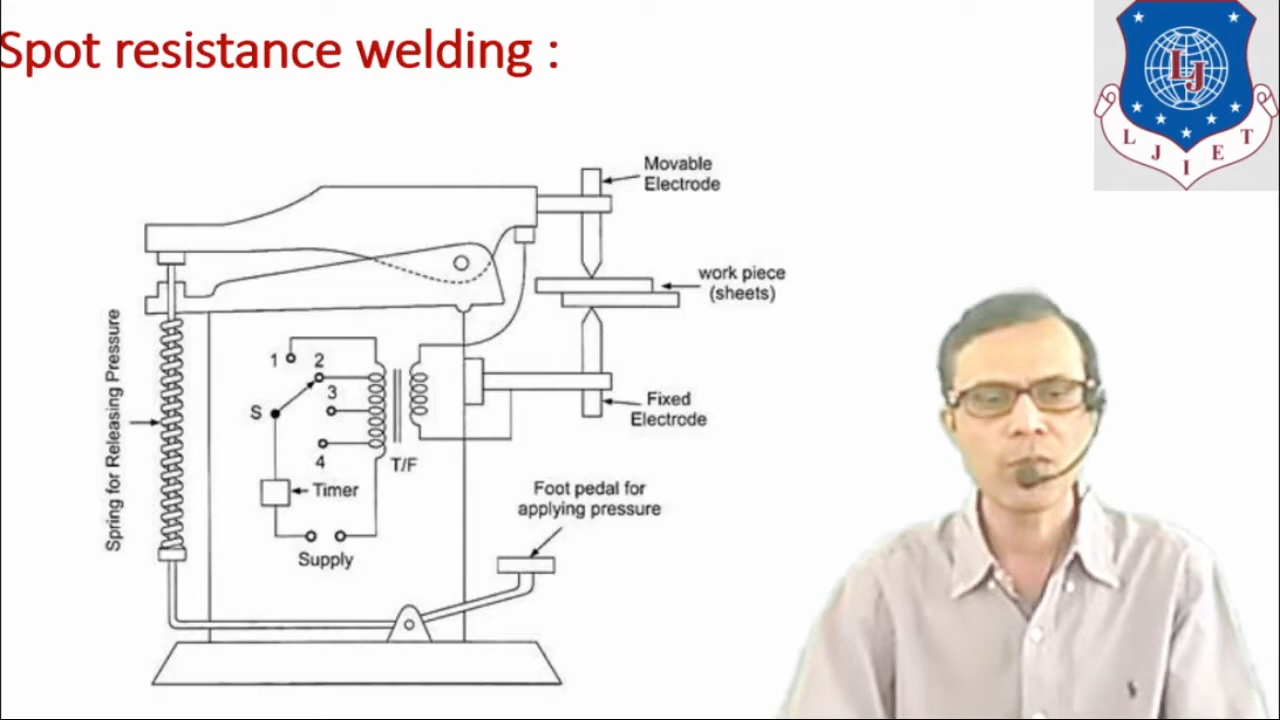 Spot resistance welding :
L J
L J I E T
Movable
Electrode
work piece
(sheets)
Spring for Releasing Pressure
1
2
3
S
4
T/F
Timer
Supply
Fixed
Electrode
Foot pedal for
applying pressure